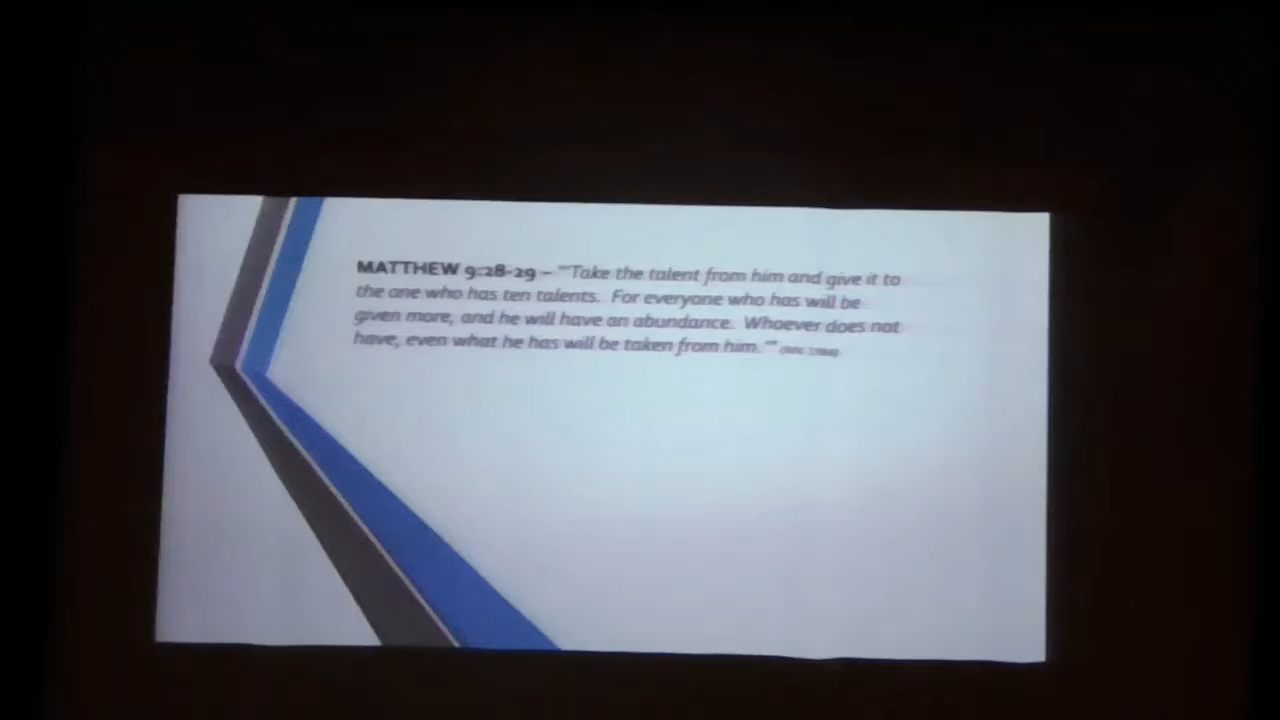 MATTHEW 9:28-29 – "'Take the talent from him and give it to
the one who has ten talents. For everyone who has will be
given more, and he will have an abundance. Whoever does not
have, even what he has will be taken from him.'"